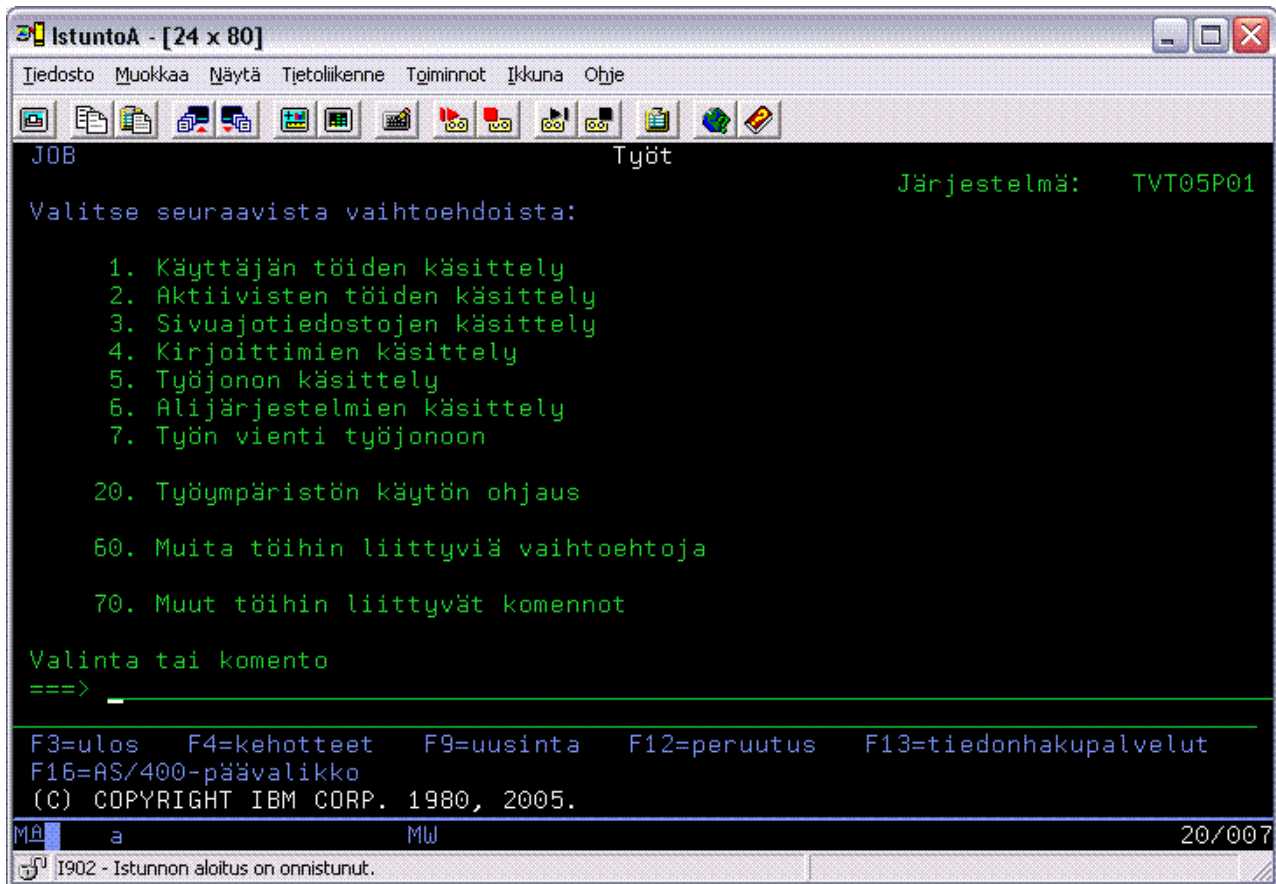 IstuntoA - [24 x 80]
Tiedosto Muokkaa Näytä Tietoliikenne Toiminnot Ikkuna Ohje
JOB Työt
Järjestelmä: TVT05P01
Valitse seuraavista vaihtoehdoista:
1. Käyttäjän töiden käsittely
2. Aktiivisten töiden käsittely
3. Sivuajotiedostojen käsittely
4. Kirjoittimien käsittely
5. Työjonon käsittely
6. Alijärjestelmien käsittely
7. Työn vienti työjonoon
20. Työympäristön käytön ohjaus
60. Muita töihin liittyviä vaihtoehtoja
70. Muut töihin liittyvät komennot
Valinta tai komento
===>
F3=ulos F4=kehotteet F9=uusinta F12=peruutus F13=tiedonhakupalvelut
F16=AS/400-päävalikko
(C) COPYRIGHT IBM CORP. 1980, 2005.
MA a MW 20/007
I902 - Istunnon aloitus on onnistunut.